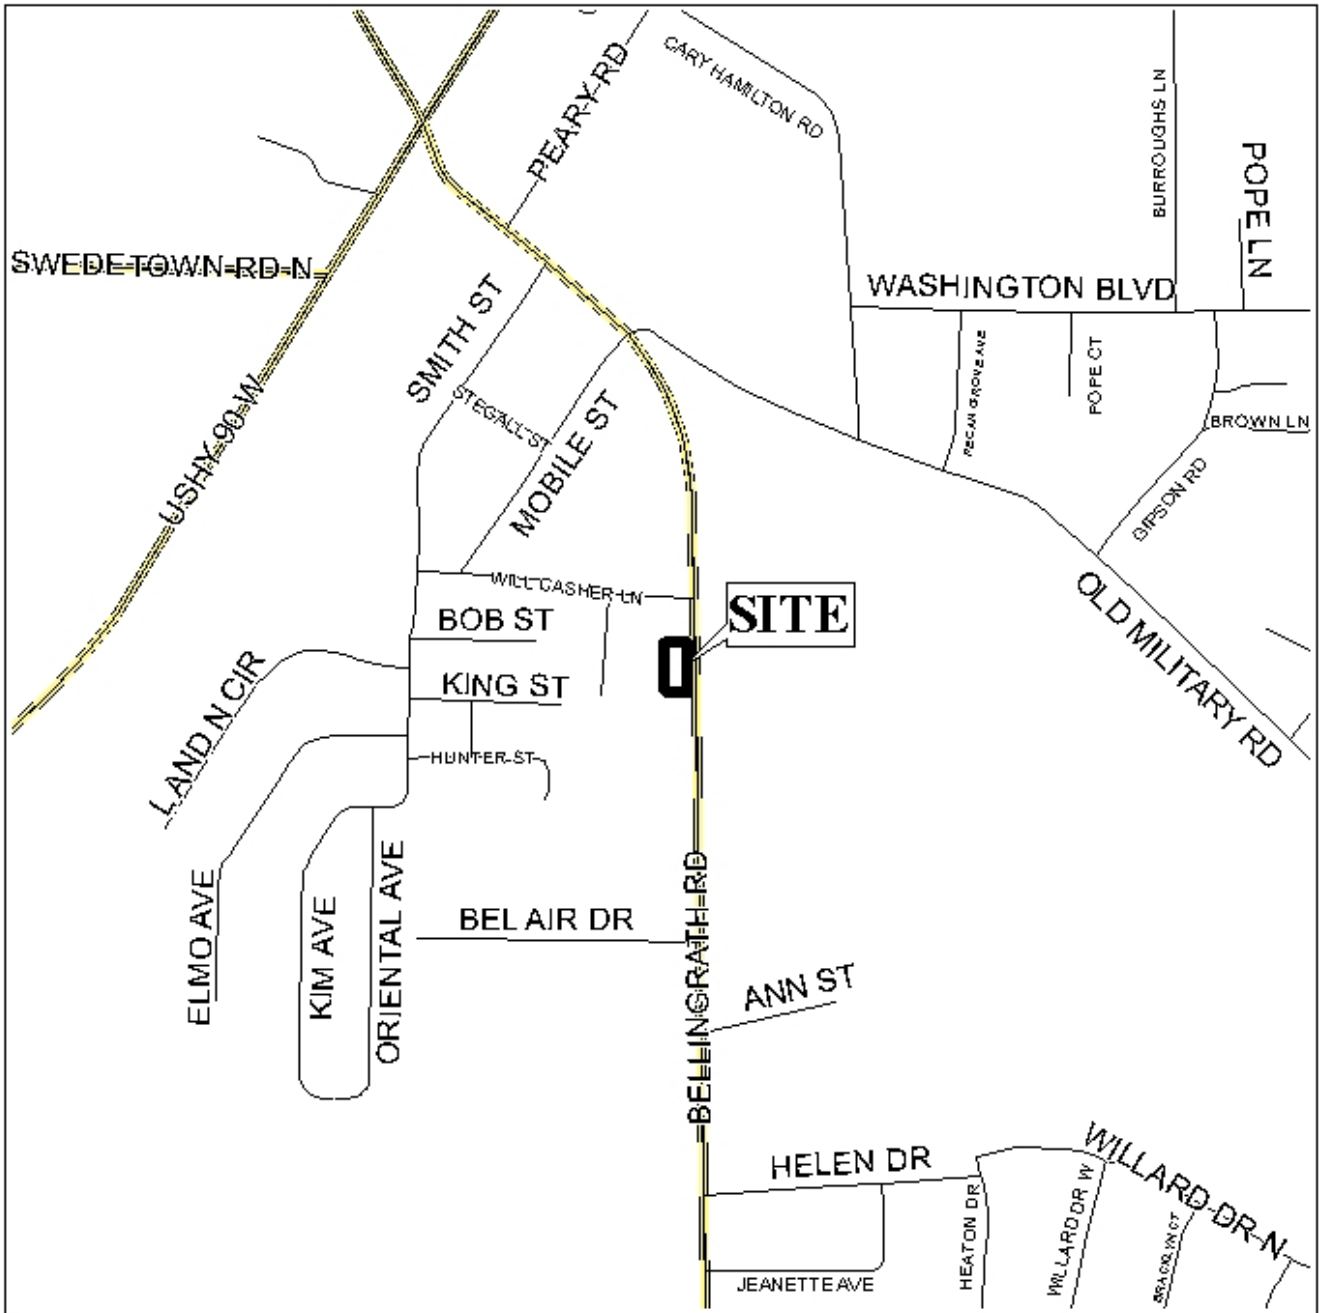 PEARY RD
CARY HAMILTON RD
BURROUGHS LN
POPE LN
SWEDETOWN RD N
WASHINGTON BLVD
SMITH ST
STEGALL ST
MOBILE ST
PECAN GROVE AVE
POPE CT
BROWN LN
GIPSON RD
USHY 90 W
WILL CASHER LN
SITE
BOB ST
OLD MILITARY RD
KING ST
LAND N CIR
HUNTER ST
ELMO AVE
KIM AVE
ORIENTAL AVE
BEL AIR DR
BELLINGRATH RD
ANN ST
HELEN DR
WILLARD DR N
HEATON DR
WILLARD DR W
JEANETTE AVE